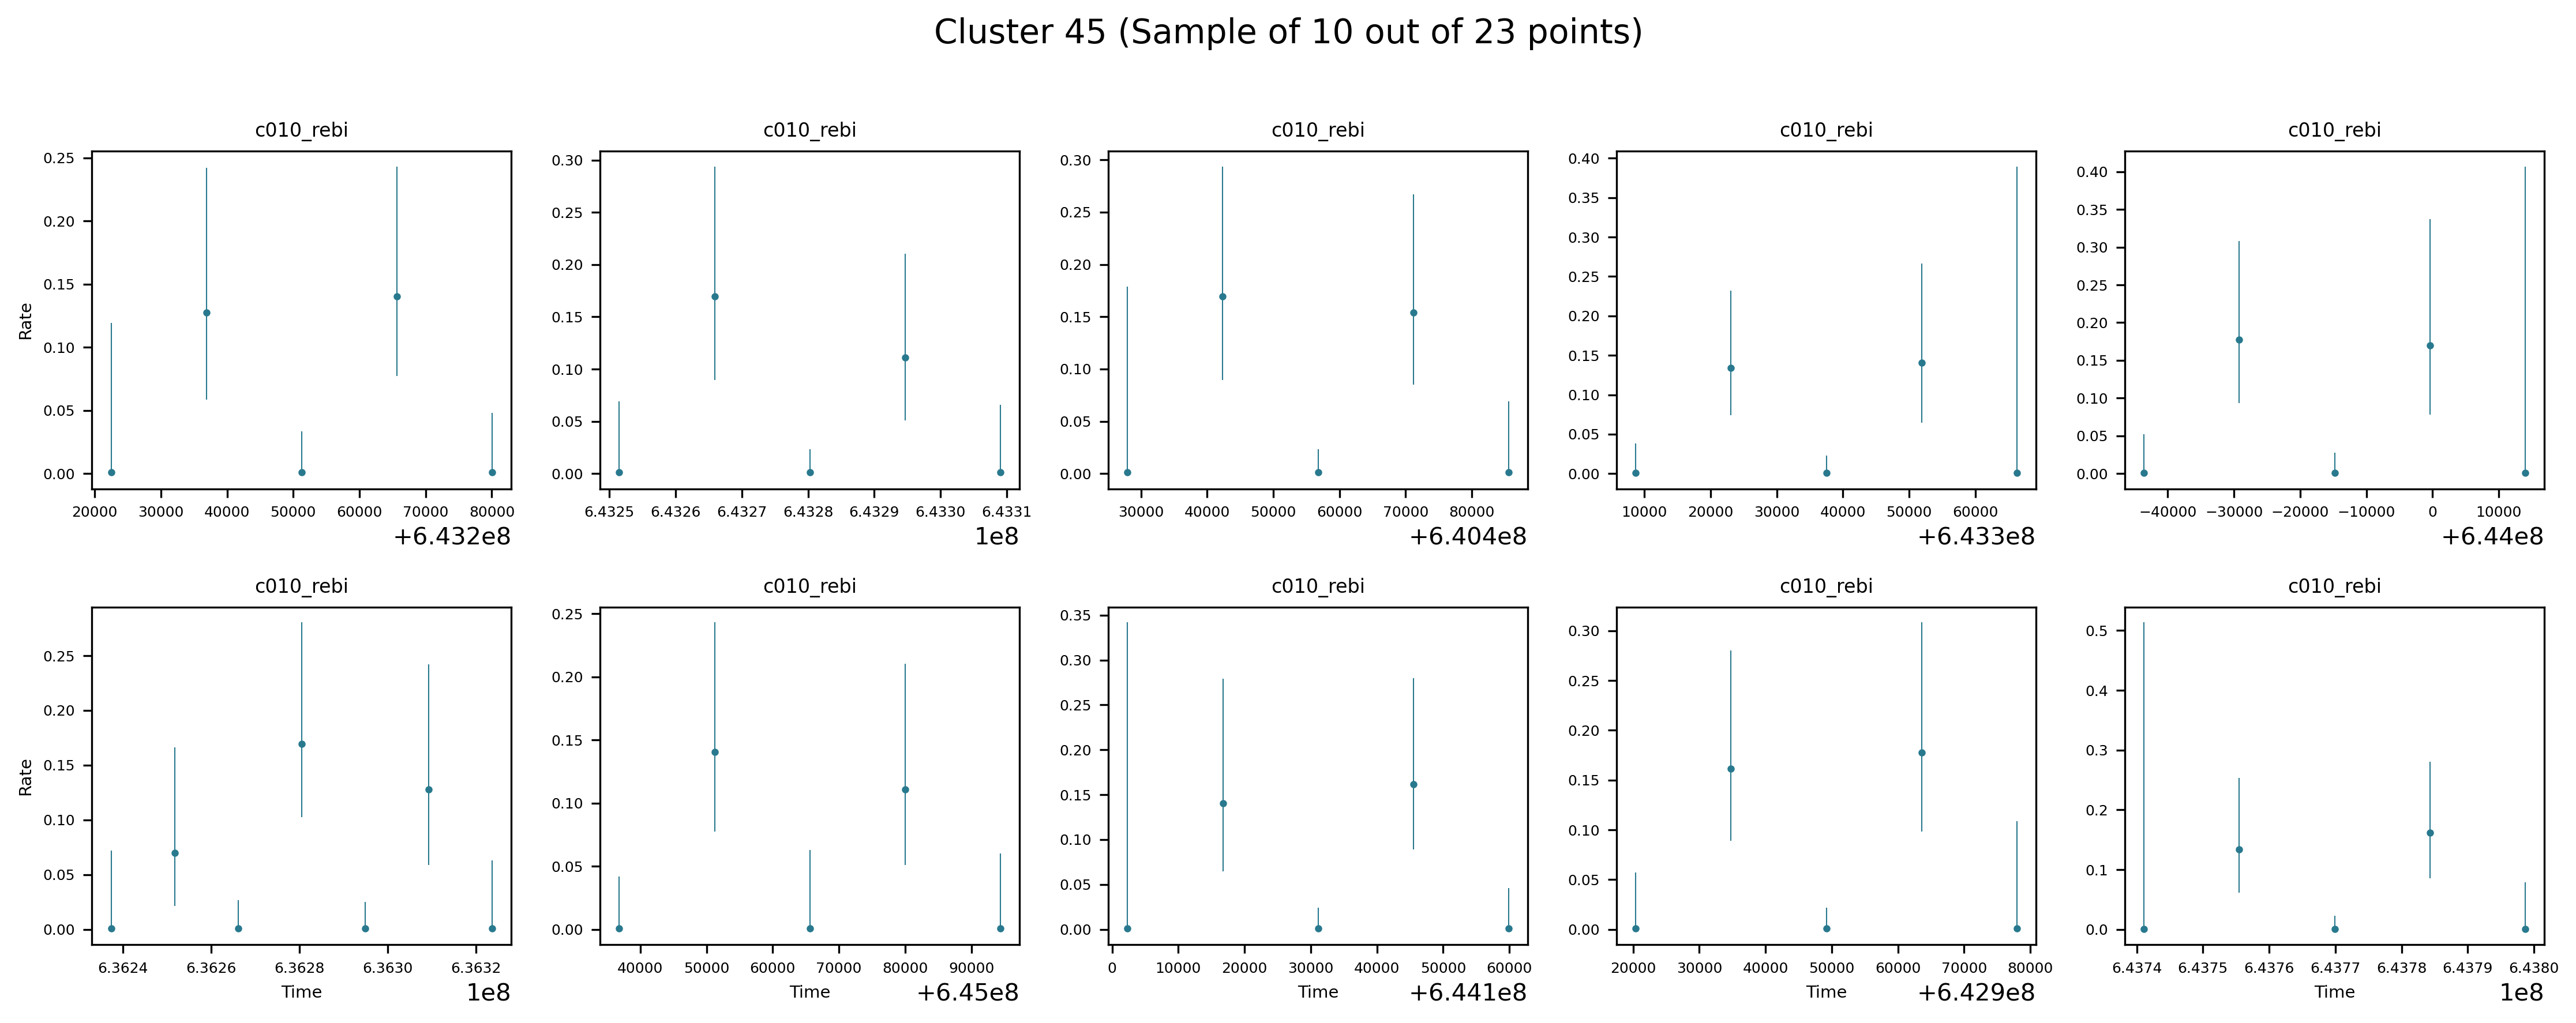 Cluster 45 (Sample of 10 out of 23 points)
c010_rebi c010_rebi c010_rebi c010_rebi c010_rebi
Rate
0.25
0.20
0.15
0.10
0.05
0.00
20000 30000 40000 50000 60000 70000 80000
+6.432e8
0.30
0.25
0.20
0.15
0.10
0.05
0.00
6.4325 6.4326 6.4327 6.4328 6.4329 6.4330 6.4331
1e8
0.30
0.25
0.20
0.15
0.10
0.05
0.00
30000 40000 50000 60000 70000 80000
+6.404e8
0.40
0.35
0.30
0.25
0.20
0.15
0.10
0.05
0.00
10000 20000 30000 40000 50000 60000
+6.433e8
0.40
0.35
0.30
0.25
0.20
0.15
0.10
0.05
0.00
−40000 −30000 −20000 −10000 0 10000
+6.44e8
c010_rebi c010_rebi c010_rebi c010_rebi c010_rebi
Rate
0.25
0.20
0.15
0.10
0.05
0.00
6.3624 6.3626 6.3628 6.3630 6.3632
Time 1e8
0.25
0.20
0.15
0.10
0.05
0.00
40000 50000 60000 70000 80000 90000
Time +6.45e8
0.35
0.30
0.25
0.20
0.15
0.10
0.05
0.00
0 10000 20000 30000 40000 50000 60000
Time +6.441e8
0.30
0.25
0.20
0.15
0.10
0.05
0.00
20000 30000 40000 50000 60000 70000 80000
Time +6.429e8
0.5
0.4
0.3
0.2
0.1
0.0
6.4374 6.4375 6.4376 6.4377 6.4378 6.4379 6.4380
Time 1e8